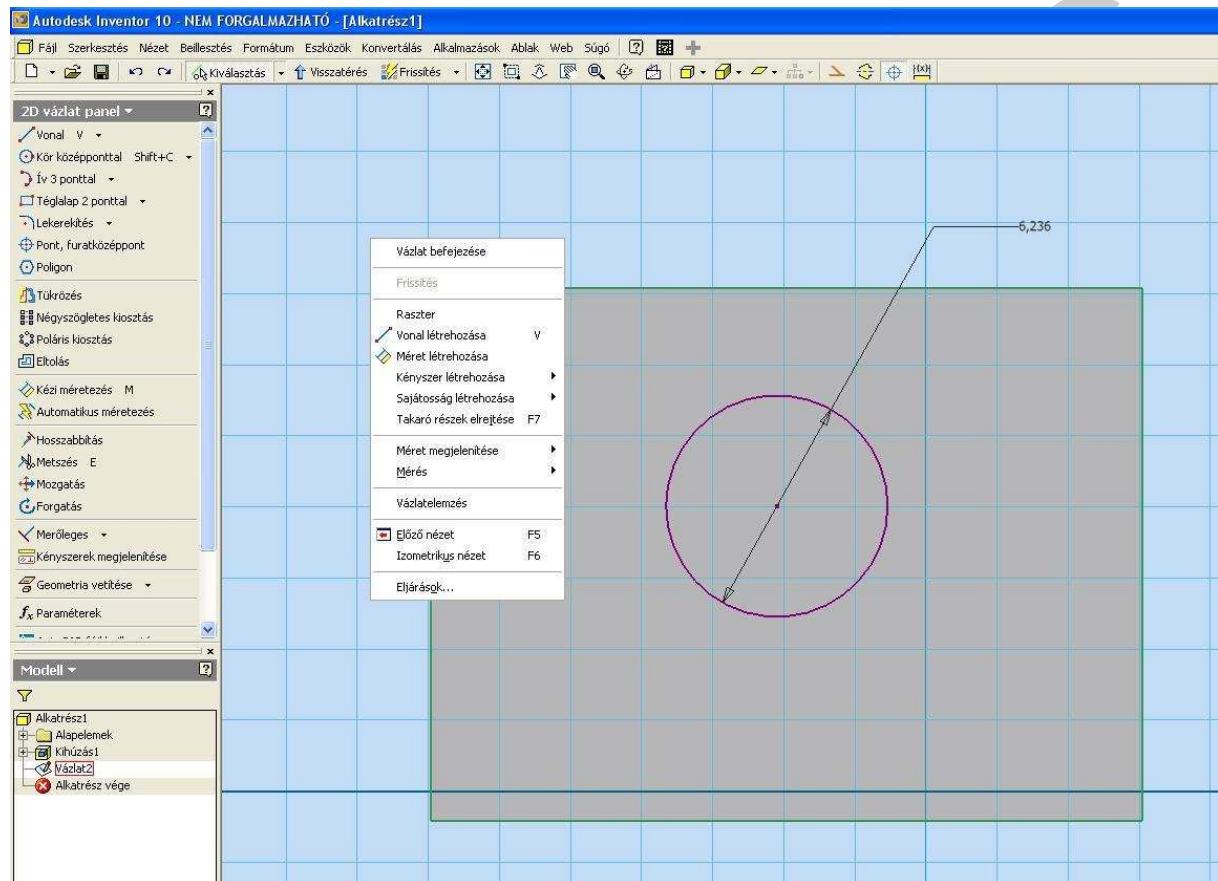 Autodesk Inventor 10 - NEM FORGALMAZHATÓ - [Alkatrész1]
Fájl Szerkesztés Nézet Beillesztés Formátum Eszközök Konvertálás Alkalmazások Ablak Web Súgó
Kiválasztás Visszatérés Frissítés
2D vázlat panel
Vonal V
Kör középponttal Shift+C
Ív 3 ponttal
Téglalap 2 ponttal
Lekerekítés
Pont, furatközéppont
Poligon
Tükrözés
Négyszögletes kiosztás
Poláris kiosztás
Eltolás
Kézi méretezés M
Automatikus méretezés
Hosszabbítás
Metszés E
Mozgatás
Forgatás
Merőleges
Kényszerek megjelenítése
Geometria vetítése
fx Paraméterek
Modell
Alkatrész1
Alapelemek
Kihúzás1
Vázlat2
Alkatrész vége
Vázlat befejezése
Frissítés
Raszter
Vonal létrehozása V
Méret létrehozása
Kényszer létrehozása
Sajátosság létrehozása
Takaró részek elrejtése F7
Méret megjelenítése
Mérés
Vázlatelemzés
Előző nézet F5
Izometrikus nézet F6
Eljárások...
6,236